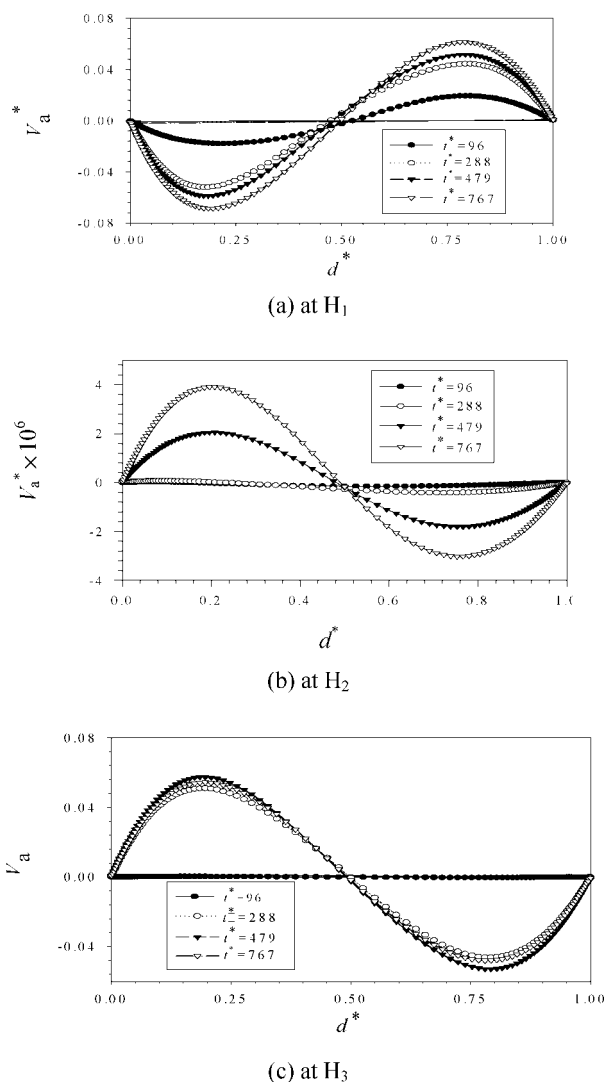 0.08
0.04
0.00
-0.04
-0.08
V_a^*
t^*=96
t^*=288
t^*=479
t^*=767
0.00 0.25 0.50 0.75 1.00
d^*
(a) at H₁
4
2
0
-2
-4
V_a^*×10⁶
t^*=96
t^*=288
t^*=479
t^*=767
0.0 0.2 0.4 0.6 0.8 1.0
d^*
(b) at H₂
0.08
0.04
0.00
-0.04
V_a
t^*-96
t^*=288
t^*=479
t^*=767
0.00 0.25 0.50 0.75 1.00
d^*
(c) at H₃